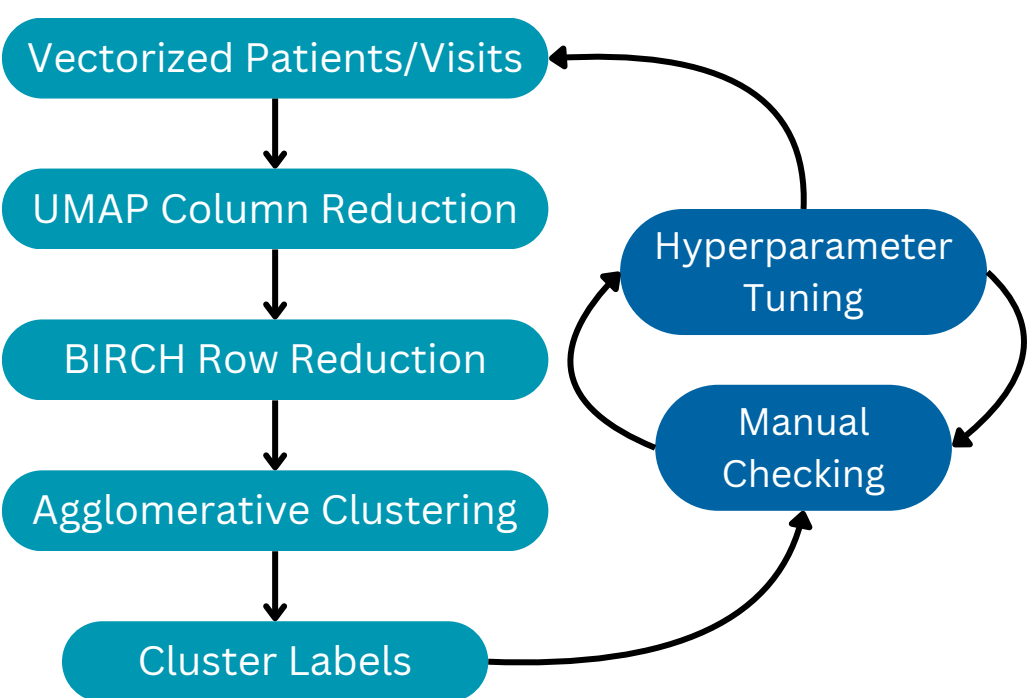 Vectorized Patients/Visits
UMAP Column Reduction
BIRCH Row Reduction
Agglomerative Clustering
Cluster Labels
Hyperparameter
Tuning
Manual
Checking